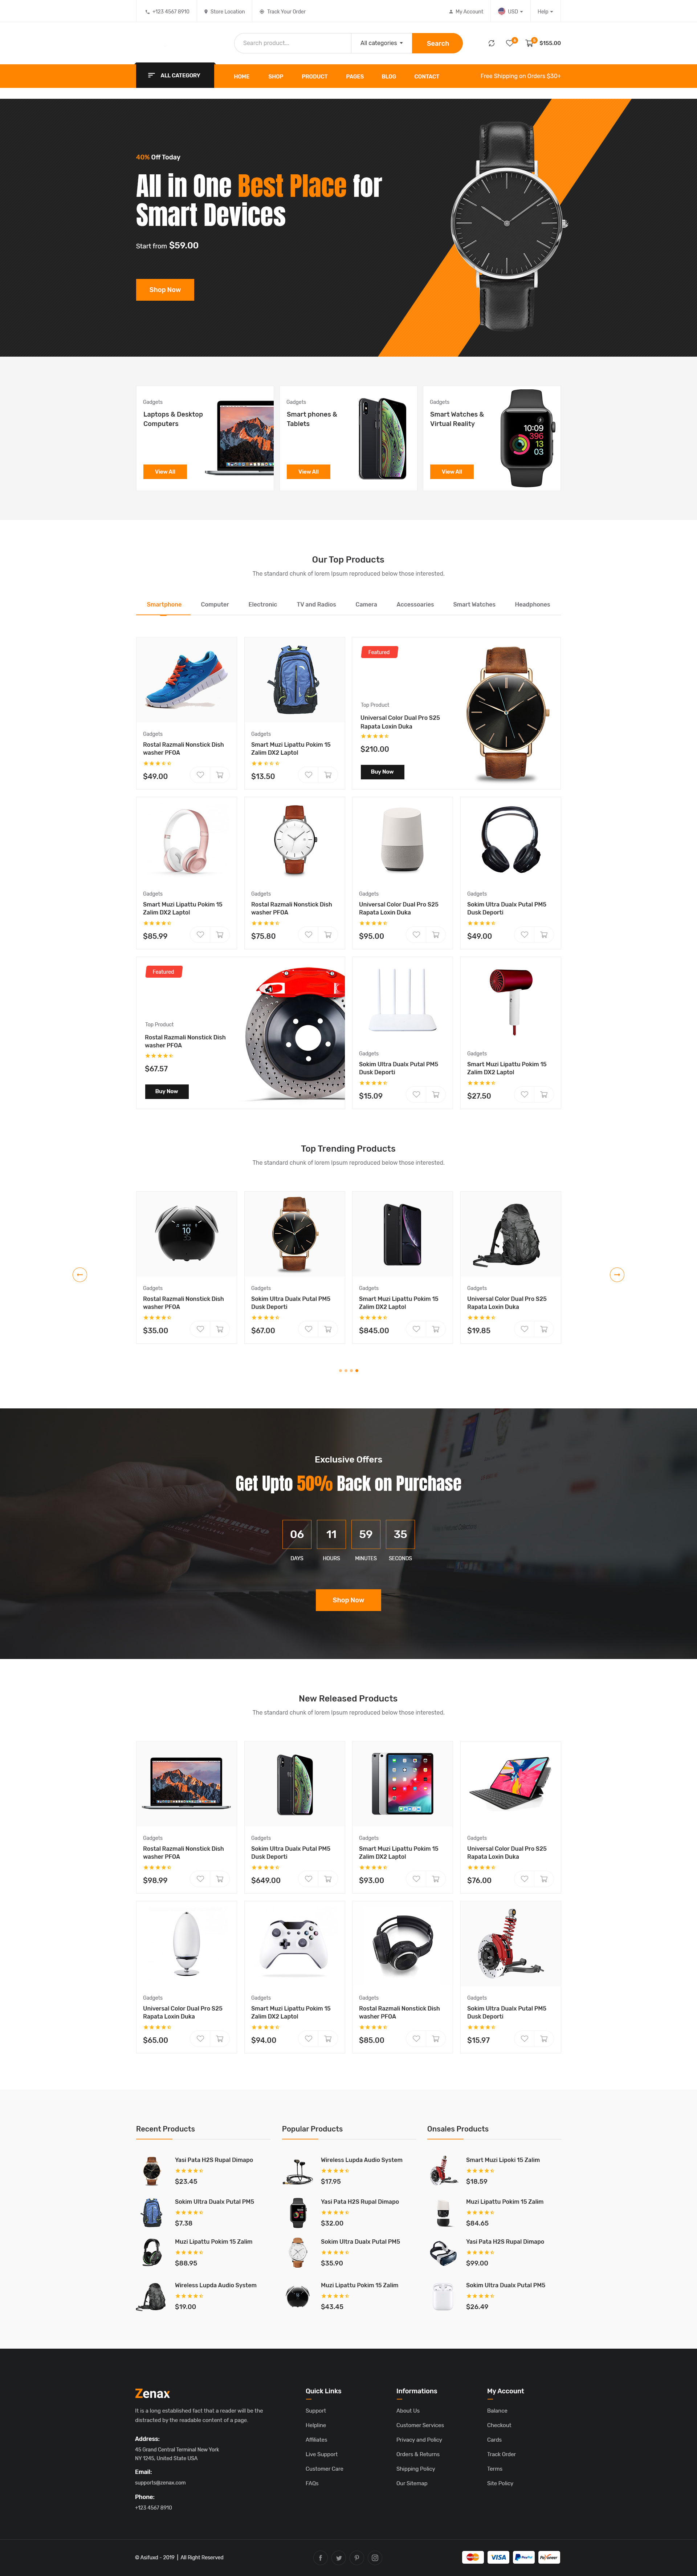 +123 4567 8910
Store Location
Track Your Order
My Account
USD
Help
Search product...
All categories
Search
$155.00
ALL CATEGORY
HOME
SHOP
PRODUCT
PAGES
BLOG
CONTACT
Free Shipping on Orders $30+
40% Off Today
All in One Best Place for
Smart Devices
Start from $59.00
Shop Now
Gadgets
Laptops & Desktop
Computers
View All
Gadgets
Smart phones &
Tablets
View All
Gadgets
Smart Watches &
Virtual Reality
View All
10:09
396
13
03
Our Top Products
The standard chunk of lorem Ipsum reproduced below those interested.
Smartphone
Computer
Electronic
TV and Radios
Camera
Accessoaries
Smart Watches
Headphones
Gadgets
Rostal Razmali Nonstick Dish
washer PFOA
$49.00
Gadgets
Smart Muzi Lipattu Pokim 15
Zalim DX2 Laptol
$13.50
Featured
Top Product
Universal Color Dual Pro S25
Rapata Loxin Duka
$210.00
Buy Now
Gadgets
Smart Muzi Lipattu Pokim 15
Zalim DX2 Laptol
$85.99
Gadgets
Rostal Razmali Nonstick Dish
washer PFOA
$75.80
Gadgets
Universal Color Dual Pro S25
Rapata Loxin Duka
$95.00
Gadgets
Sokim Ultra Dualx Putal PM5
Dusk Deporti
$49.00
Featured
Top Product
Rostal Razmali Nonstick Dish
washer PFOA
$67.57
Buy Now
Gadgets
Sokim Ultra Dualx Putal PM5
Dusk Deporti
$15.09
Gadgets
Smart Muzi Lipattu Pokim 15
Zalim DX2 Laptol
$27.50
Top Trending Products
The standard chunk of lorem Ipsum reproduced below those interested.
Gadgets
Rostal Razmali Nonstick Dish
washer PFOA
$35.00
Gadgets
Sokim Ultra Dualx Putal PM5
Dusk Deporti
$67.00
Gadgets
Smart Muzi Lipattu Pokim 15
Zalim DX2 Laptol
$845.00
Gadgets
Universal Color Dual Pro S25
Rapata Loxin Duka
$19.85
Exclusive Offers
Get Upto 50% Back on Purchase
06
11
59
35
DAYS
HOURS
MINUTES
SECONDS
Shop Now
New Released Products
The standard chunk of lorem Ipsum reproduced below those interested.
Gadgets
Rostal Razmali Nonstick Dish
washer PFOA
$98.99
Gadgets
Sokim Ultra Dualx Putal PM5
Dusk Deporti
$649.00
Gadgets
Smart Muzi Lipattu Pokim 15
Zalim DX2 Laptol
$93.00
Gadgets
Universal Color Dual Pro S25
Rapata Loxin Duka
$76.00
Gadgets
Universal Color Dual Pro S25
Rapata Loxin Duka
$65.00
Gadgets
Smart Muzi Lipattu Pokim 15
Zalim DX2 Laptol
$94.00
Gadgets
Rostal Razmali Nonstick Dish
washer PFOA
$85.00
Gadgets
Sokim Ultra Dualx Putal PM5
Dusk Deporti
$15.97
Recent Products
Yasi Pata H2S Rupal Dimapo
$23.45
Sokim Ultra Dualx Putal PM5
$7.38
Muzi Lipattu Pokim 15 Zalim
$88.95
Wireless Lupda Audio System
$19.00
Popular Products
Wireless Lupda Audio System
$17.95
Yasi Pata H2S Rupal Dimapo
$32.00
Sokim Ultra Dualx Putal PM5
$35.90
Muzi Lipattu Pokim 15 Zalim
$43.45
Onsales Products
Smart Muzi Lipoki 15 Zalim
$18.59
Muzi Lipattu Pokim 15 Zalim
$84.65
Yasi Pata H2S Rupal Dimapo
$99.00
Sokim Ultra Dualx Putal PM5
$26.49
Zenax
It is a long established fact that a reader will be the
distracted by the readable content of a page.
Address:
45 Grand Central Terminal New York
NY 1245, United State USA
Email:
supports@zenax.com
Phone:
+123 4567 8910
Quick Links
Support
Helpline
Affiliates
Live Support
Customer Care
FAQs
Informations
About Us
Customer Services
Privacy and Policy
Orders & Returns
Shipping Policy
Our Sitemap
My Account
Balance
Checkout
Cards
Track Order
Terms
Site Policy
© Asifuxd - 2019 | All Right Reserved
VISA
PayPal
Payoneer